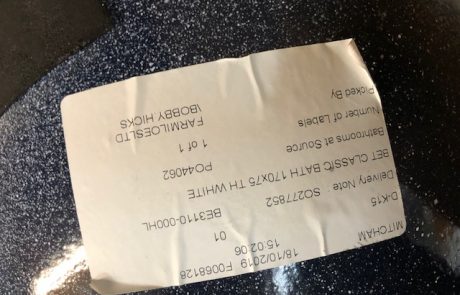 MITCHAM 18/10/2019 F0068128
15:02:06
D-K15 01
Delivery Note: SO277852 BE3110-000HL
BET CLASSIC BATH 170x75 TH WHITE
Bathrooms at Source PO44062
Number of Labels 1 of 1
FARMILOESLTD
Picked By \BOBBY HICKS